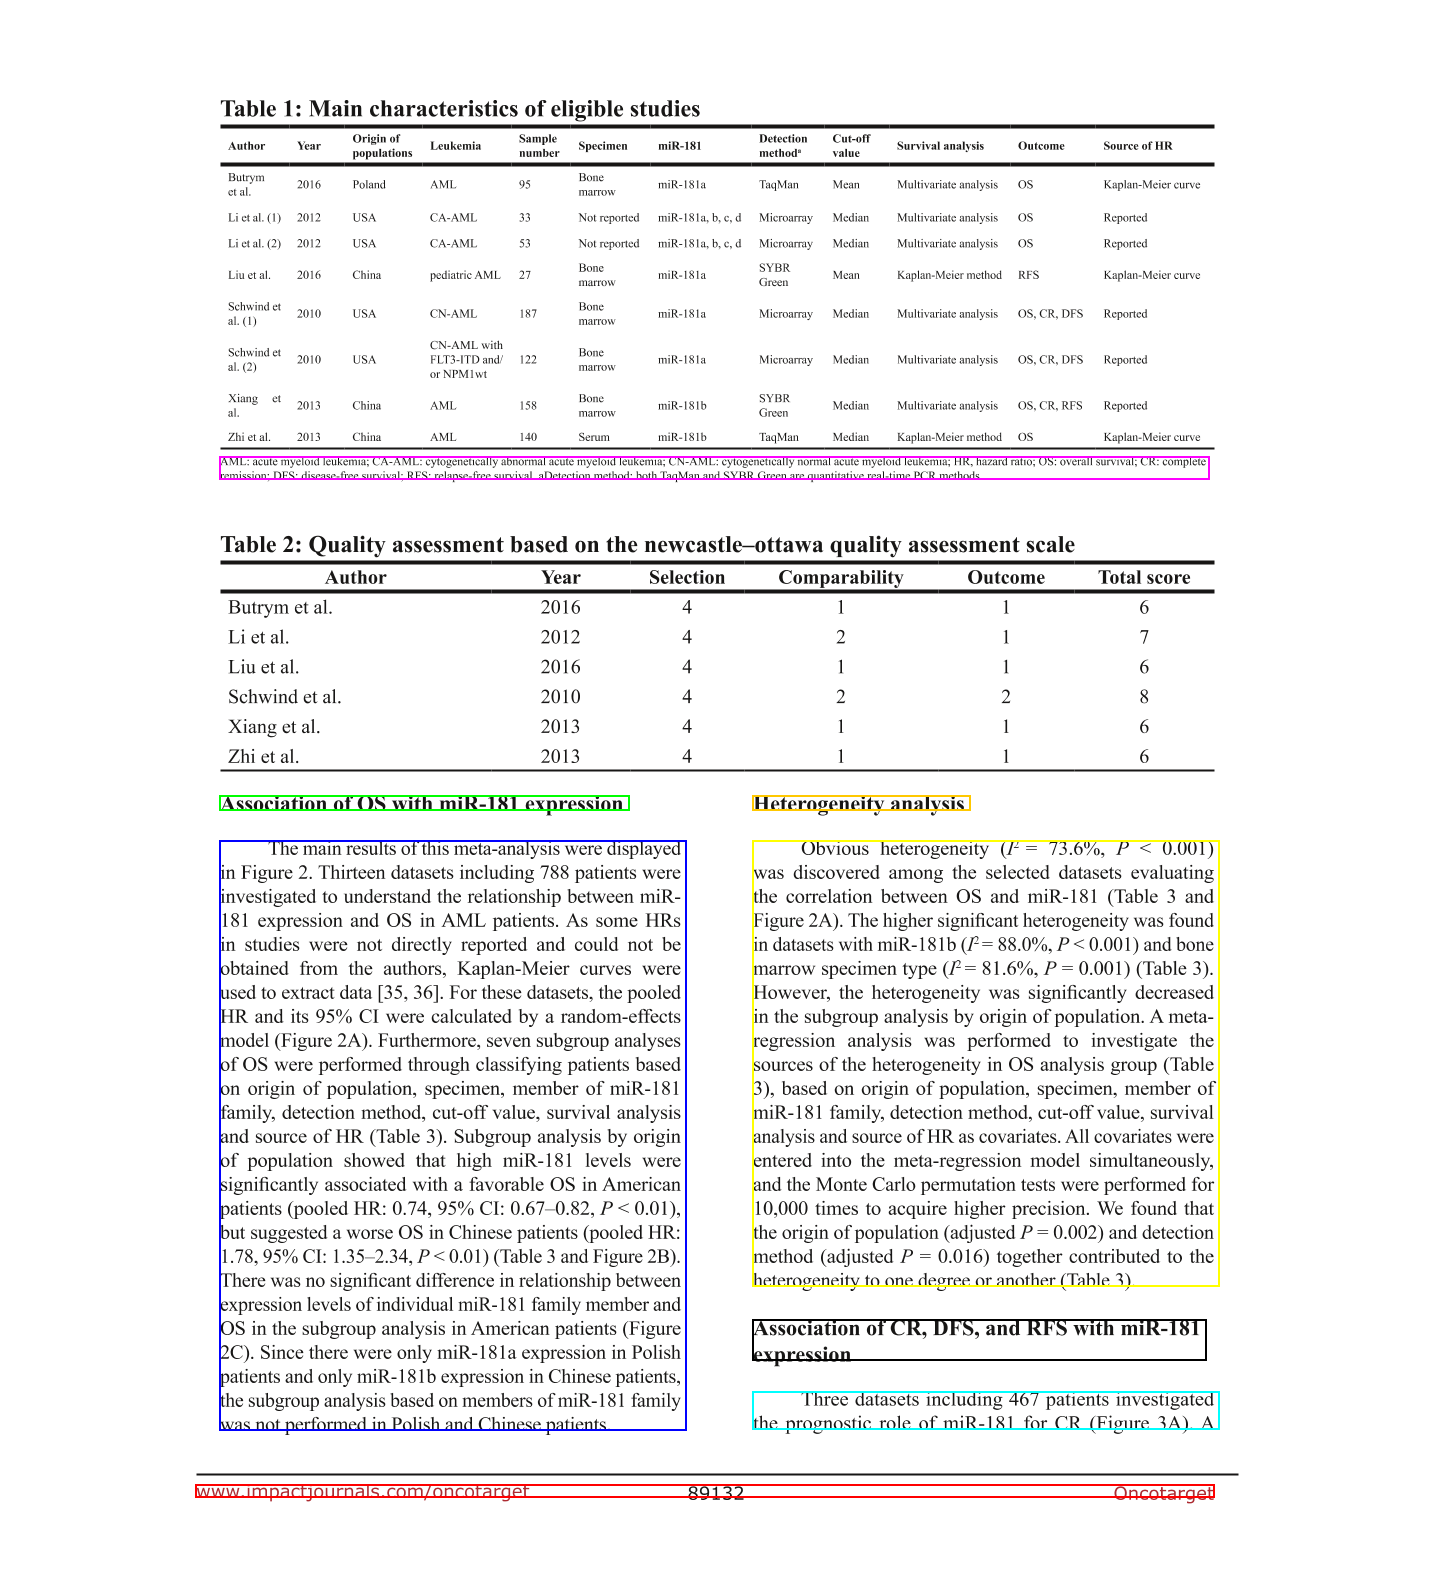 Table 1: Main characteristics of eligible studies
Author Year Origin of populations Leukemia Sample number Specimen miR-181 Detection methodᵃ Cut-off value Survival analysis Outcome Source of HR
Butrym et al. 2016 Poland AML 95 Bone marrow miR-181a TaqMan Mean Multivariate analysis OS Kaplan-Meier curve
Li et al. (1) 2012 USA CA-AML 33 Not reported miR-181a, b, c, d Microarray Median Multivariate analysis OS Reported
Li et al. (2) 2012 USA CA-AML 53 Not reported miR-181a, b, c, d Microarray Median Multivariate analysis OS Reported
Liu et al. 2016 China pediatric AML 27 Bone marrow miR-181a SYBR Green Mean Kaplan-Meier method RFS Kaplan-Meier curve
Schwind et al. (1) 2010 USA CN-AML 187 Bone marrow miR-181a Microarray Median Multivariate analysis OS, CR, DFS Reported
Schwind et al. (2) 2010 USA CN-AML with FLT3-ITD and/ or NPM1wt 122 Bone marrow miR-181a Microarray Median Multivariate analysis OS, CR, DFS Reported
Xiang et al. 2013 China AML 158 Bone marrow miR-181b SYBR Green Median Multivariate analysis OS, CR, RFS Reported
Zhi et al. 2013 China AML 140 Serum miR-181b TaqMan Median Kaplan-Meier method OS Kaplan-Meier curve
AML: acute myeloid leukemia; CA-AML: cytogenetically abnormal acute myeloid leukemia; CN-AML: cytogenetically normal acute myeloid leukemia; HR, hazard ratio; OS: overall survival; CR: complete
remission; DFS: disease-free survival; RFS: relapse-free survival. aDetection method: both TaqMan and SYBR Green are quantitative real-time PCR methods.
Table 2: Quality assessment based on the newcastle–ottawa quality assessment scale
Author Year Selection Comparability Outcome Total score
Butrym et al. 2016 4 1 1 6
Li et al. 2012 4 2 1 7
Liu et al. 2016 4 1 1 6
Schwind et al. 2010 4 2 2 8
Xiang et al. 2013 4 1 1 6
Zhi et al. 2013 4 1 1 6
Association of OS with miR-181 expression
The main results of this meta-analysis were displayed
in Figure 2. Thirteen datasets including 788 patients were
investigated to understand the relationship between miR-
181 expression and OS in AML patients. As some HRs
in studies were not directly reported and could not be
obtained from the authors, Kaplan-Meier curves were
used to extract data [35, 36]. For these datasets, the pooled
HR and its 95% CI were calculated by a random-effects
model (Figure 2A). Furthermore, seven subgroup analyses
of OS were performed through classifying patients based
on origin of population, specimen, member of miR-181
family, detection method, cut-off value, survival analysis
and source of HR (Table 3). Subgroup analysis by origin
of population showed that high miR-181 levels were
significantly associated with a favorable OS in American
patients (pooled HR: 0.74, 95% CI: 0.67–0.82, P < 0.01),
but suggested a worse OS in Chinese patients (pooled HR:
1.78, 95% CI: 1.35–2.34, P < 0.01) (Table 3 and Figure 2B).
There was no significant difference in relationship between
expression levels of individual miR-181 family member and
OS in the subgroup analysis in American patients (Figure
2C). Since there were only miR-181a expression in Polish
patients and only miR-181b expression in Chinese patients,
the subgroup analysis based on members of miR-181 family
was not performed in Polish and Chinese patients.
Heterogeneity analysis
Obvious heterogeneity (I² = 73.6%, P < 0.001)
was discovered among the selected datasets evaluating
the correlation between OS and miR-181 (Table 3 and
Figure 2A). The higher significant heterogeneity was found
in datasets with miR-181b (I² = 88.0%, P < 0.001) and bone
marrow specimen type (I² = 81.6%, P = 0.001) (Table 3).
However, the heterogeneity was significantly decreased
in the subgroup analysis by origin of population. A meta-
regression analysis was performed to investigate the
sources of the heterogeneity in OS analysis group (Table
3), based on origin of population, specimen, member of
miR-181 family, detection method, cut-off value, survival
analysis and source of HR as covariates. All covariates were
entered into the meta-regression model simultaneously,
and the Monte Carlo permutation tests were performed for
10,000 times to acquire higher precision. We found that
the origin of population (adjusted P = 0.002) and detection
method (adjusted P = 0.016) together contributed to the
heterogeneity to one degree or another (Table 3).
Association of CR, DFS, and RFS with miR-181
expression
Three datasets including 467 patients investigated
the prognostic role of miR-181 for CR (Figure 3A). A
www.impactjournals.com/oncotarget 89132 Oncotarget